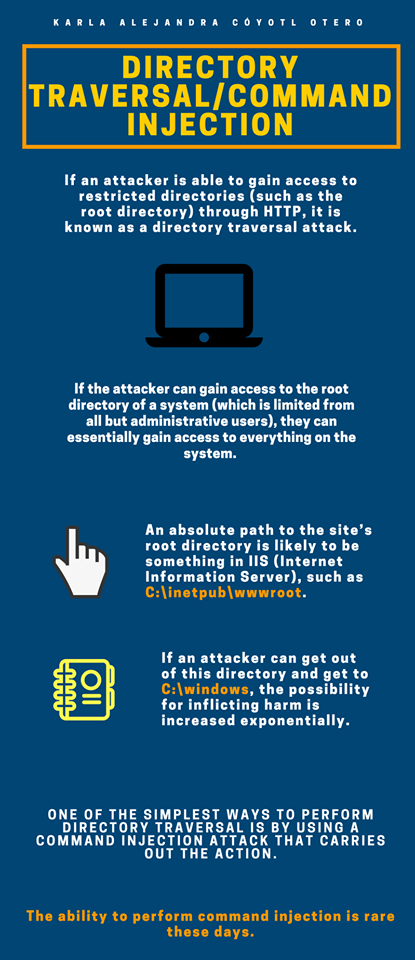 KARLA ALEJANDRA CÓYOTL OTERO
DIRECTORY
TRAVERSAL/COMMAND
INJECTION
If an attacker is able to gain access to
restricted directories (such as the
root directory) through HTTP, it is
known as a directory traversal attack.
If the attacker can gain access to the root
directory of a system (which is limited from
all but administrative users), they can
essentially gain access to everything on the
system.
An absolute path to the site's
root directory is likely to be
something in IIS (Internet
Information Server), such as
C:\inetpub\wwwroot.
If an attacker can get out
of this directory and get to
C:\windows, the possibility
for inflicting harm is
increased exponentially.
ONE OF THE SIMPLEST WAYS TO PERFORM
DIRECTORY TRAVERSAL IS BY USING A
COMMAND INJECTION ATTACK THAT CARRIES
OUT THE ACTION.
The ability to perform command injection is rare
these days.